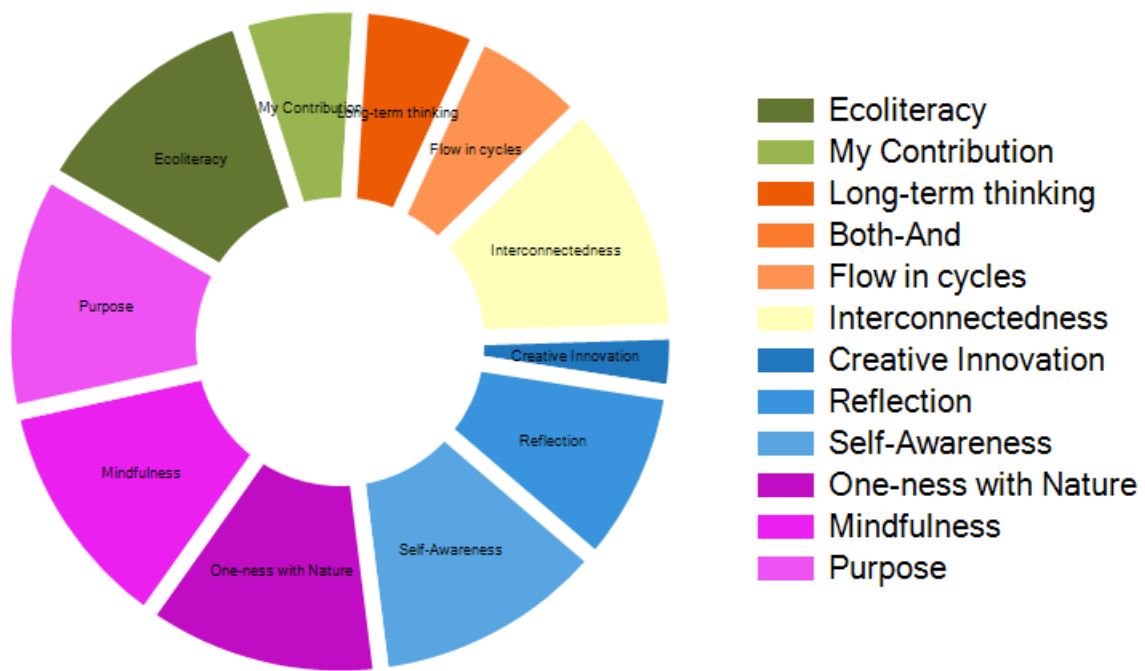 My Contribution
Long-term thinking
Flow in cycles
Ecoliteracy
Interconnectedness
Purpose
Creative Innovation
Reflection
Mindfulness
Self-Awareness
One-ness with Nature
Ecoliteracy
My Contribution
Long-term thinking
Both-And
Flow in cycles
Interconnectedness
Creative Innovation
Reflection
Self-Awareness
One-ness with Nature
Mindfulness
Purpose